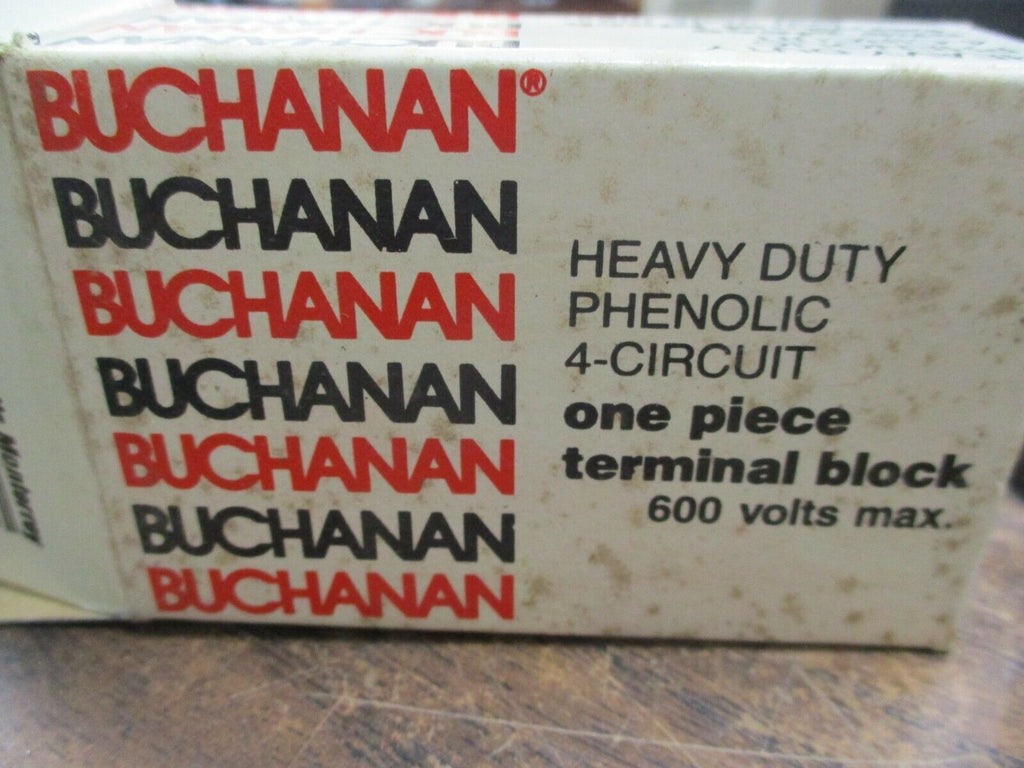 BUCHANAN®
BUCHANAN
BUCHANAN
BUCHANAN
BUCHANAN
BUCHANAN
BUCHANAN
HEAVY DUTY
PHENOLIC
4-CIRCUIT
one piece
terminal block
600 volts max.